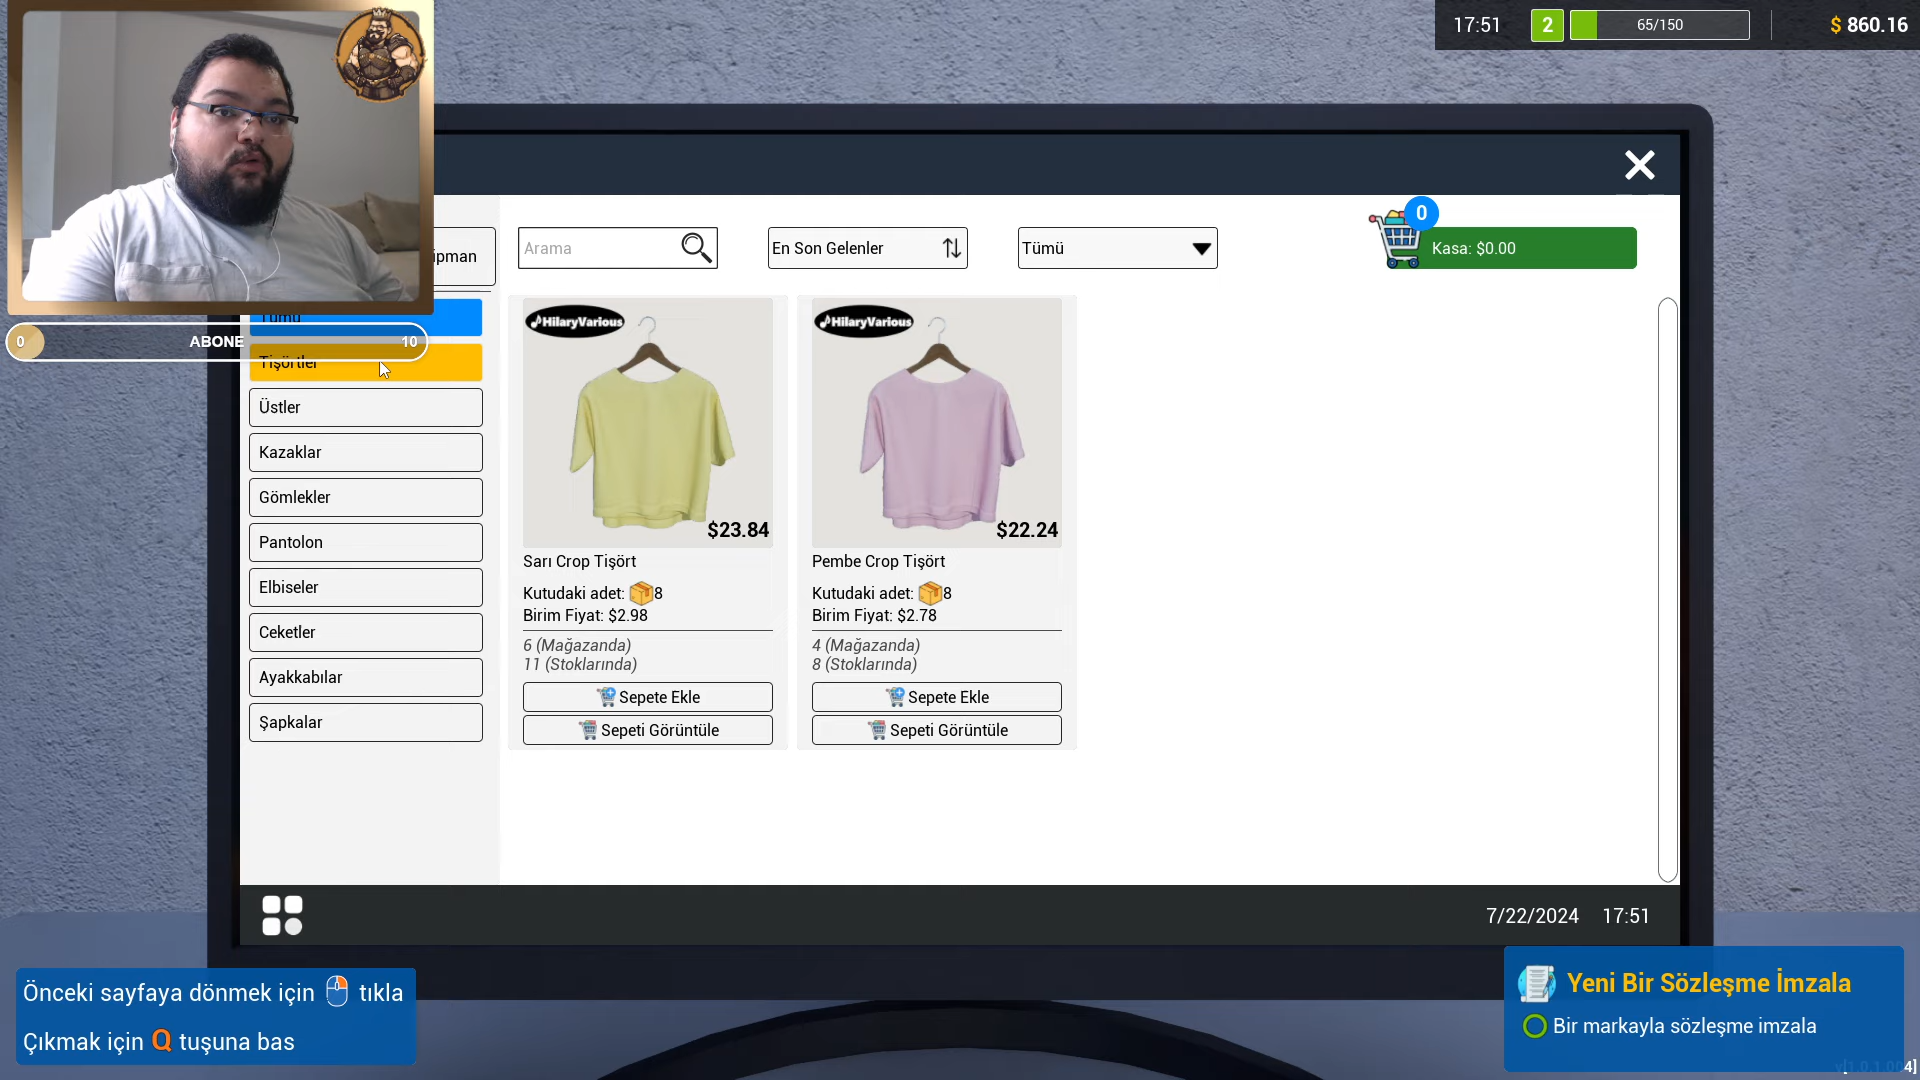 17:51
2
65/150
$ 860.16
0
Kasa: $0.00
ipman
Arama
En Son Gelenler
Tümü
Tümü
0
ABONE
10
Tişörtler
Üstler
Kazaklar
Gömlekler
Pantolon
Elbiseler
Ceketler
Ayakkabılar
Şapkalar
HilaryVarious
$23.84
Sarı Crop Tişört
Kutudaki adet: 8
Birim Fiyat: $2.98
6 (Mağazanda)
11 (Stoklarında)
Sepete Ekle
Sepeti Görüntüle
HilaryVarious
$22.24
Pembe Crop Tişört
Kutudaki adet: 8
Birim Fiyat: $2.78
4 (Mağazanda)
8 (Stoklarında)
Sepete Ekle
Sepeti Görüntüle
7/22/2024 17:51
Önceki sayfaya dönmek için tıkla
Çıkmak için Q tuşuna bas
Yeni Bir Sözleşme İmzala
Bir markayla sözleşme imzala